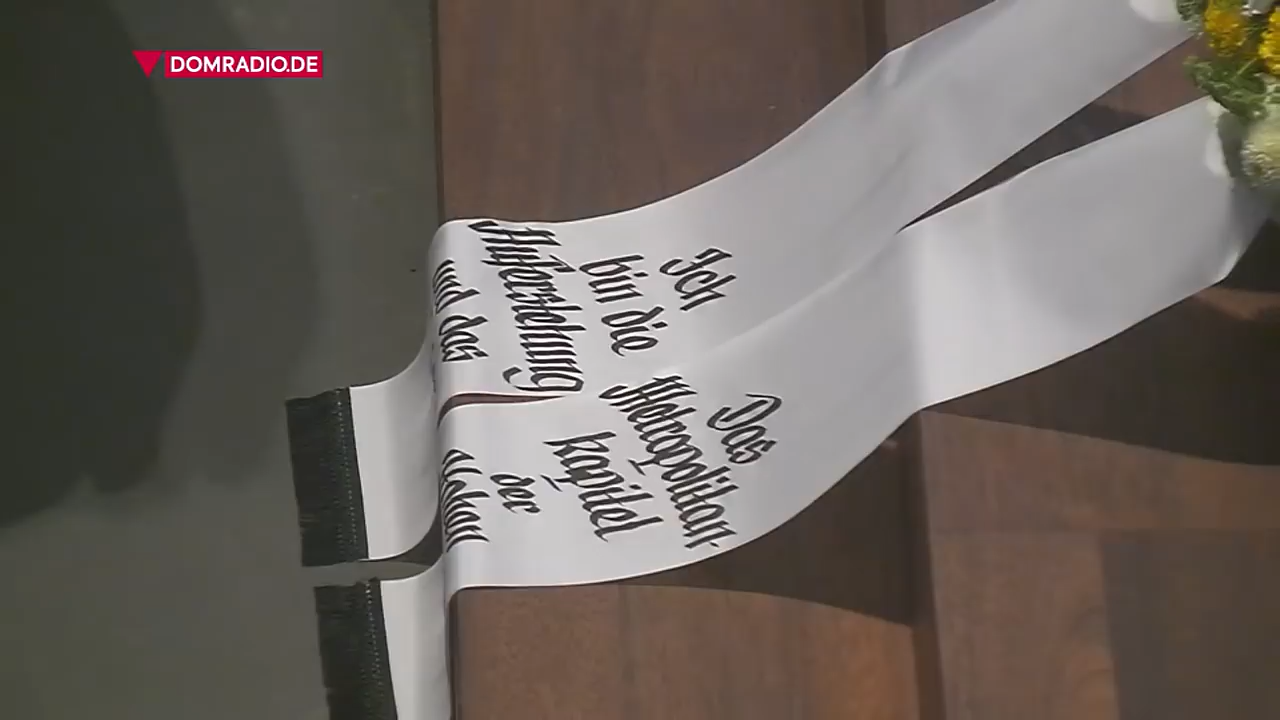 DOMRADIO.DE
Ich
bin die
Auferstehung
und das
Das
Metropolitan-
kapitel
der